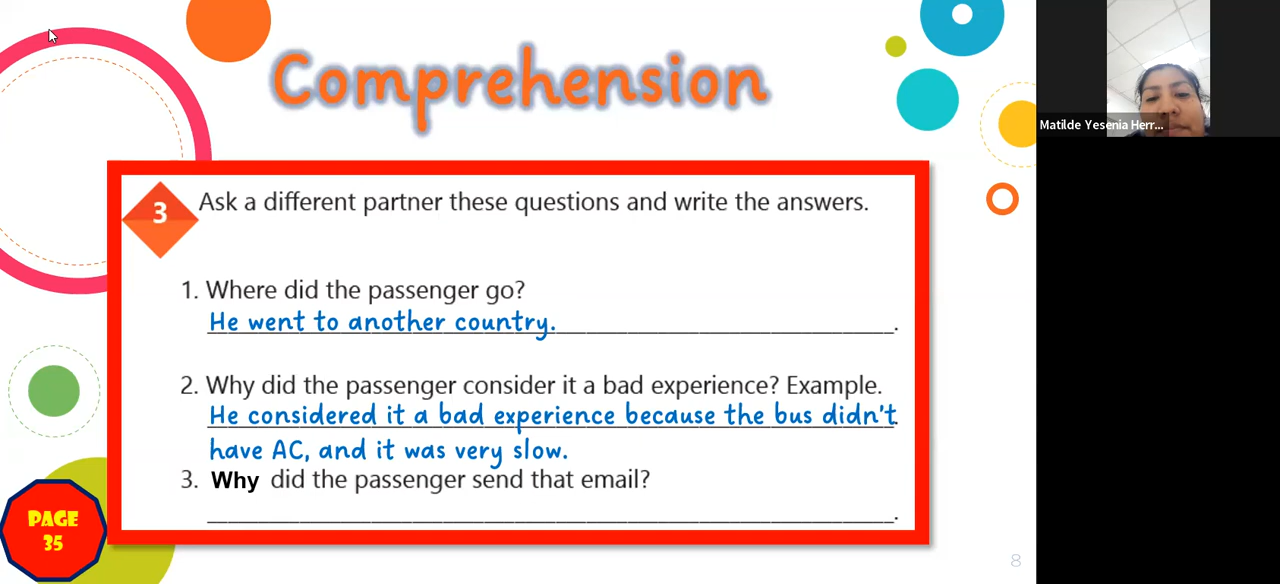 Comprehension
Matilde Yesenia Herr...
3
Ask a different partner these questions and write the answers.
1. Where did the passenger go?
He went to another country.
2. Why did the passenger consider it a bad experience? Example.
He considered it a bad experience because the bus didn't
have AC, and it was very slow.
3. Why did the passenger send that email?
PAGE
35
8